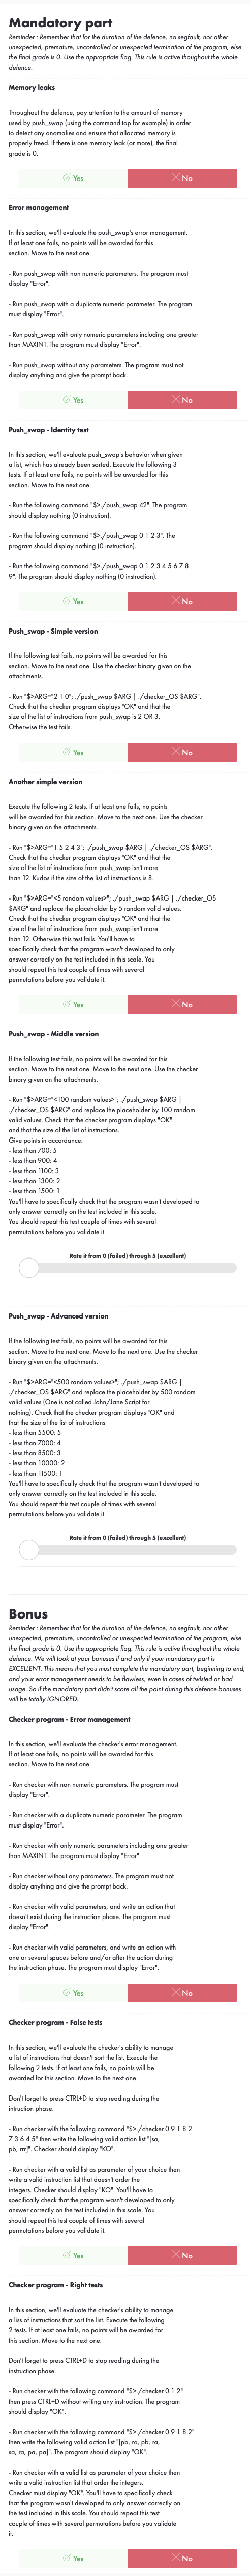 Mandatory part
Reminder : Remember that for the duration of the defence, no segfault, nor other
unexpected, premature, uncontrolled or unexpected termination of the program, else
the final grade is 0. Use the appropriate flag. This rule is active thoughout the whole
defence.
Memory leaks
Throughout the defence, pay attention to the amount of memory
used by push_swap (using the command top for example) in order
to detect any anomalies and ensure that allocated memory is
properly freed. If there is one memory leak (or more), the final
grade is 0.
Yes
No
Error management
In this section, we'll evaluate the push_swap's error management.
If at least one fails, no points will be awarded for this
section. Move to the next one.
- Run push_swap with non numeric parameters. The program must
display "Error".
- Run push_swap with a duplicate numeric parameter. The program
must display "Error".
- Run push_swap with only numeric parameters including one greater
than MAXINT. The program must display "Error".
- Run push_swap without any parameters. The program must not
display anything and give the prompt back.
Yes
No
Push_swap - Identity test
In this section, we'll evaluate push_swap's behavior when given
a list, which has already been sorted. Execute the following 3
tests. If at least one fails, no points will be awarded for this
section. Move to the next one.
- Run the following command "$>./push_swap 42". The program
should display nothing (0 instruction).
- Run the following command "$>./push_swap 0 1 2 3". The
program should display nothing (0 instruction).
- Run the following command "$>./push_swap 0 1 2 3 4 5 6 7 8
9". The program should display nothing (0 instruction).
Yes
No
Push_swap - Simple version
If the following test fails, no points will be awarded for this
section. Move to the next one. Use the checker binary given on the
attachments.
- Run "$>ARG="2 1 0"; ./push_swap $ARG | ./checker_OS $ARG".
Check that the checker program displays "OK" and that the
size of the list of instructions from push_swap is 2 OR 3.
Otherwise the test fails.
Yes
No
Another simple version
Execute the following 2 tests. If at least one fails, no points
will be awarded for this section. Move to the next one. Use the checker
binary given on the attachments.
- Run "$>ARG="1 5 2 4 3"; ./push_swap $ARG | ./checker_OS $ARG".
Check that the checker program displays "OK" and that the
size of the list of instructions from push_swap isn't more
than 12. Kudos if the size of the list of instructions is 8.
- Run "$>ARG="<5 random values>"; ./push_swap $ARG | ./checker_OS
$ARG" and replace the placeholder by 5 random valid values.
Check that the checker program displays "OK" and that the
size of the list of instructions from push_swap isn't more
than 12. Otherwise this test fails. You'll have to
specifically check that the program wasn't developed to only
answer correctly on the test included in this scale. You
should repeat this test couple of times with several
permutations before you validate it.
Yes
No
Push_swap - Middle version
If the following test fails, no points will be awarded for this
section. Move to the next one. Move to the next one. Use the checker
binary given on the attachments.
- Run "$>ARG="<100 random values>"; ./push_swap $ARG |
./checker_OS $ARG" and replace the placeholder by 100 random
valid values. Check that the checker program displays "OK"
and that the size of the list of instructions.
Give points in accordance:
- less than 700: 5
- less than 900: 4
- less than 1100: 3
- less than 1300: 2
- less than 1500: 1
You'll have to specifically check that the program wasn't developed to
only answer correctly on the test included in this scale.
You should repeat this test couple of times with several
permutations before you validate it.
Rate it from 0 (failed) through 5 (excellent)
Push_swap - Advanced version
If the following test fails, no points will be awarded for this
section. Move to the next one. Move to the next one. Use the checker
binary given on the attachments.
- Run "$>ARG="<500 random values>"; ./push_swap $ARG |
./checker_OS $ARG" and replace the placeholder by 500 random
valid values (One is not called John/Jane Script for
nothing). Check that the checker program displays "OK" and
that the size of the list of instructions
- less than 5500: 5
- less than 7000: 4
- less than 8500: 3
- less than 10000: 2
- less than 11500: 1
You'll have to specifically check that the program wasn't developed to
only answer correctly on the test included in this scale.
You should repeat this test couple of times with several
permutations before you validate it.
Rate it from 0 (failed) through 5 (excellent)
Bonus
Reminder : Remember that for the duration of the defence, no segfault, nor other
unexpected, premature, uncontrolled or unexpected termination of the program, else
the final grade is 0. Use the appropriate flag. This rule is active throughout the whole
defence. We will look at your bonuses if and only if your mandatory part is
EXCELLENT. This means that you must complete the mandatory part, beginning to end,
and your error management needs to be flawless, even in cases of twisted or bad
usage. So if the mandatory part didn't score all the point during this defence bonuses
will be totally IGNORED.
Checker program - Error management
In this section, we'll evaluate the checker's error management.
If at least one fails, no points will be awarded for this
section. Move to the next one.
- Run checker with non numeric parameters. The program must
display "Error".
- Run checker with a duplicate numeric parameter. The program
must display "Error".
- Run checker with only numeric parameters including one greater
than MAXINT. The program must display "Error".
- Run checker without any parameters. The program must not
display anything and give the prompt back.
- Run checker with valid parameters, and write an action that
doesn't exist during the instruction phase. The program must
display "Error".
- Run checker with valid parameters, and write an action with
one or several spaces before and/or after the action during
the instruction phase. The program must display "Error".
Yes
No
Checker program - False tests
In this section, we'll evaluate the checker's ability to manage
a list of instructions that doesn't sort the list. Execute the
following 2 tests. If at least one fails, no points will be
awarded for this section. Move to the next one.
Don't forget to press CTRL+D to stop reading during the
intruction phase.
- Run checker with the following command "$>./checker 0 9 1 8 2
7 3 6 4 5" then write the following valid action list "[sa,
pb, rrr]". Checker should display "KO".
- Run checker with a valid list as parameter of your choice then
write a valid instruction list that doesn't order the
integers. Checker should display "KO". You'll have to
specifically check that the program wasn't developed to only
answer correctly on the test included in this scale. You
should repeat this test couple of times with several
permutations before you validate it.
Yes
No
Checker program - Right tests
In this section, we'll evaluate the checker's ability to manage
a list of instructions that sort the list. Execute the following
2 tests. If at least one fails, no points will be awarded for
this section. Move to the next one.
Don't forget to press CTRL+D to stop reading during the
instruction phase.
- Run checker with the following command "$>./checker 0 1 2"
then press CTRL+D without writing any instruction. The program
should display "OK".
- Run checker with the following command "$>./checker 0 9 1 8 2"
then write the following valid action list "[pb, ra, pb, ra,
sa, ra, pa, pa]". The program should display "OK".
- Run checker with a valid list as parameter of your choice then
write a valid instruction list that order the integers.
Checker must display "OK". You'll have to specifically check
that the program wasn't developed to only answer correctly on
the test included in this scale. You should repeat this test
couple of times with several permutations before you validate
it.
Yes
No